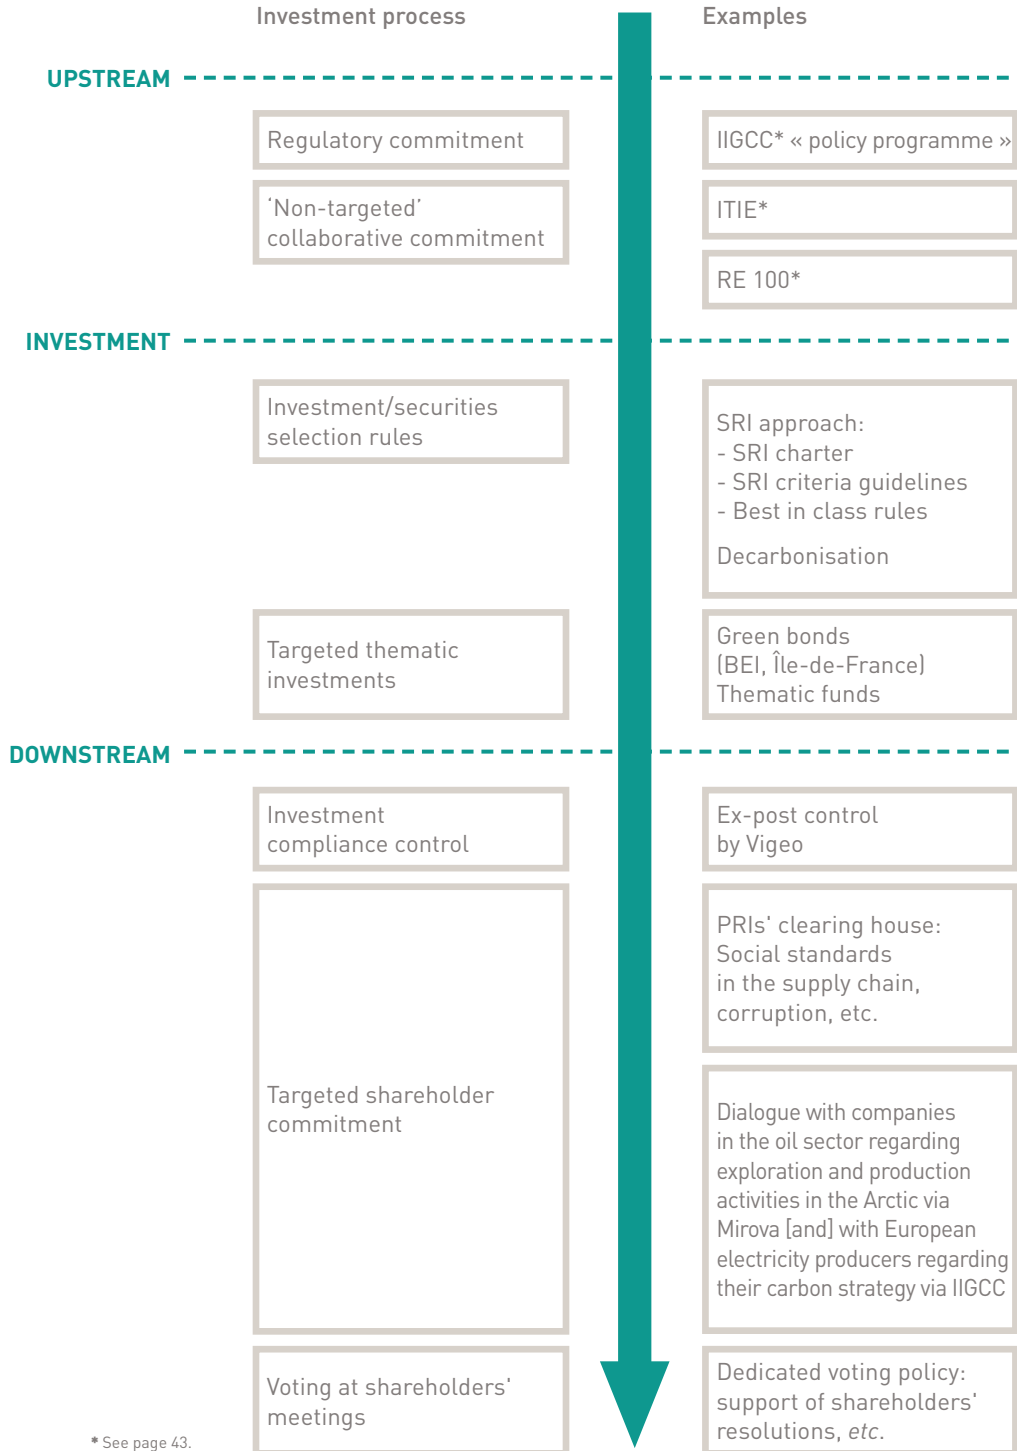 Investment process
Examples
UPSTREAM
Regulatory commitment
IIGCC* « policy programme »
‘Non-targeted’
collaborative commitment
ITIE*
RE 100*
INVESTMENT
Investment/securities
selection rules
SRI approach:
- SRI charter
- SRI criteria guidelines
- Best in class rules
Decarbonisation
Targeted thematic
investments
Green bonds
(BEI, Île-de-France)
Thematic funds
DOWNSTREAM
Investment
compliance control
Ex-post control
by Vigeo
Targeted shareholder
commitment
PRIs' clearing house:
Social standards
in the supply chain,
corruption, etc.
Dialogue with companies
in the oil sector regarding
exploration and production
activities in the Arctic via
Mirova [and] with European
electricity producers regarding
their carbon strategy via IIGCC
Voting at shareholders'
meetings
Dedicated voting policy:
support of shareholders'
resolutions, etc.
* See page 43.